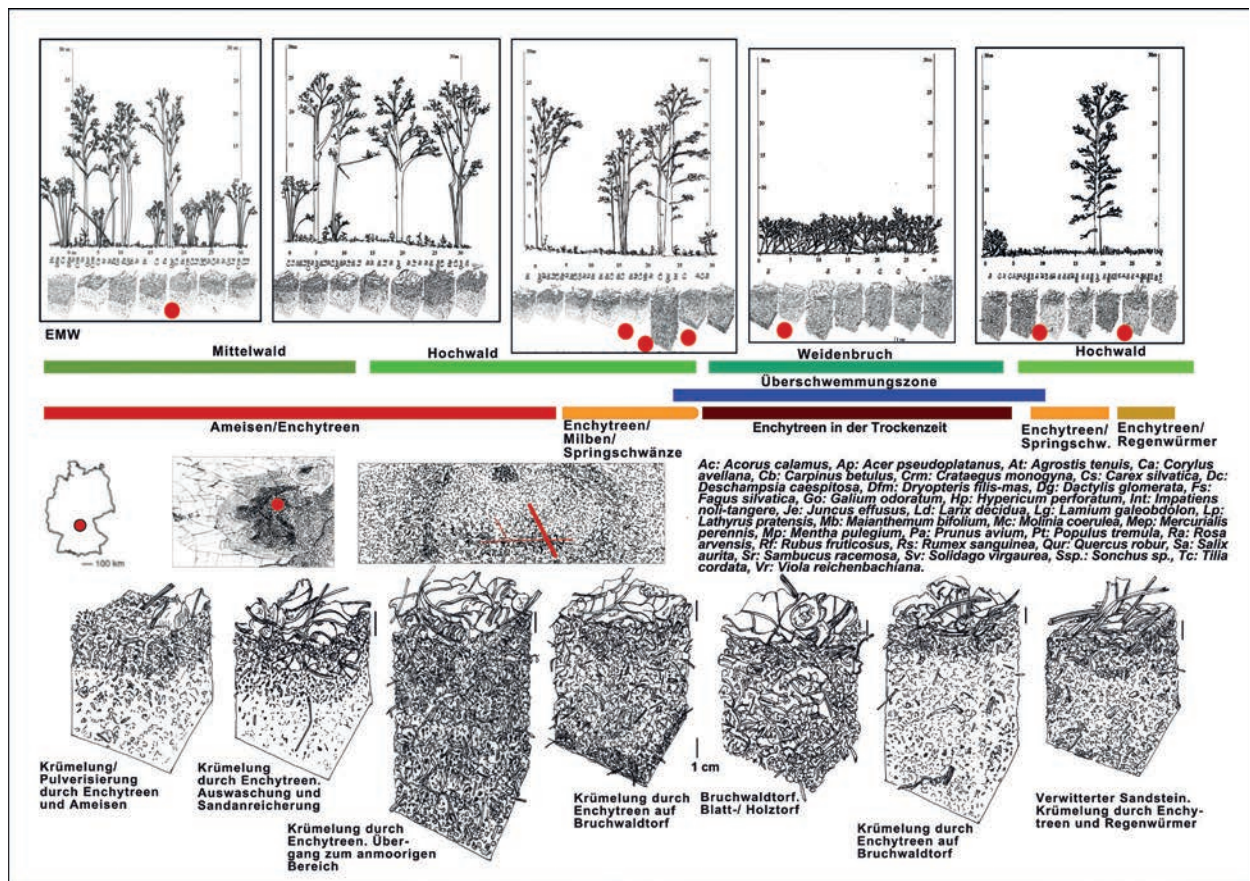 EMW
Mittelwald
Hochwald
Weidenbruch
Hochwald
Überschwemmungszone
Ameisen/Enchytreen
Enchytreen/
Milben/
Springschwänze
Enchytreen in der Trockenzeit
Enchytreen/
Springschw.
Enchytreen/
Regenwürmer
100 km
Ac: Acorus calamus, Ap: Acer pseudoplatanus, At: Agrostis tenuis, Ca: Corylus
avellana, Cb: Carpinus betulus, Crm: Crataegus monogyna, Cs: Carex silvatica, Dc:
Deschampsia caespitosa, Dfm: Dryopteris filis-mas, Dg: Dactylis glomerata, Fs:
Fagus silvatica, Go: Galium odoratum, Hp: Hypericum perforatum, Int: Impatiens
noli-tangere, Je: Juncus effusus, Ld: Larix decidua, Lg: Lamium galeobdolon, Lp:
Lathyrus pratensis, Mb: Maianthemum bifolium, Mc: Molinia coerulea, Mep: Mercurialis
perennis, Mp: Mentha pulegium, Pa: Prunus avium, Pt: Populus tremula, Ra: Rosa
arvensis, Rf: Rubus fruticosus, Rs: Rumex sanguinea, Qur: Quercus robur, Sa: Salix
aurita, Sr: Sambucus racemosa, Sv: Solidago virgaurea, Ssp.: Sonchus sp., Tc: Tilia
cordata, Vr: Viola reichenbachiana.
Krümelung/
Pulverisierung
durch Enchytreen
und Ameisen
Krümelung
durch Enchytreen.
Auswaschung und
Sandanreicherung
Krümelung durch
Enchytreen. Über-
gang zum anmoorigen
Bereich
Krümelung durch
Enchytreen auf
Bruchwaldtorf
1 cm
Bruchwaldtorf.
Blatt-/ Holztorf
Krümelung durch
Enchytreen auf
Bruchwaldtorf
Verwitterter Sandstein.
Krümelung durch Enchy-
treen und Regenwürmer